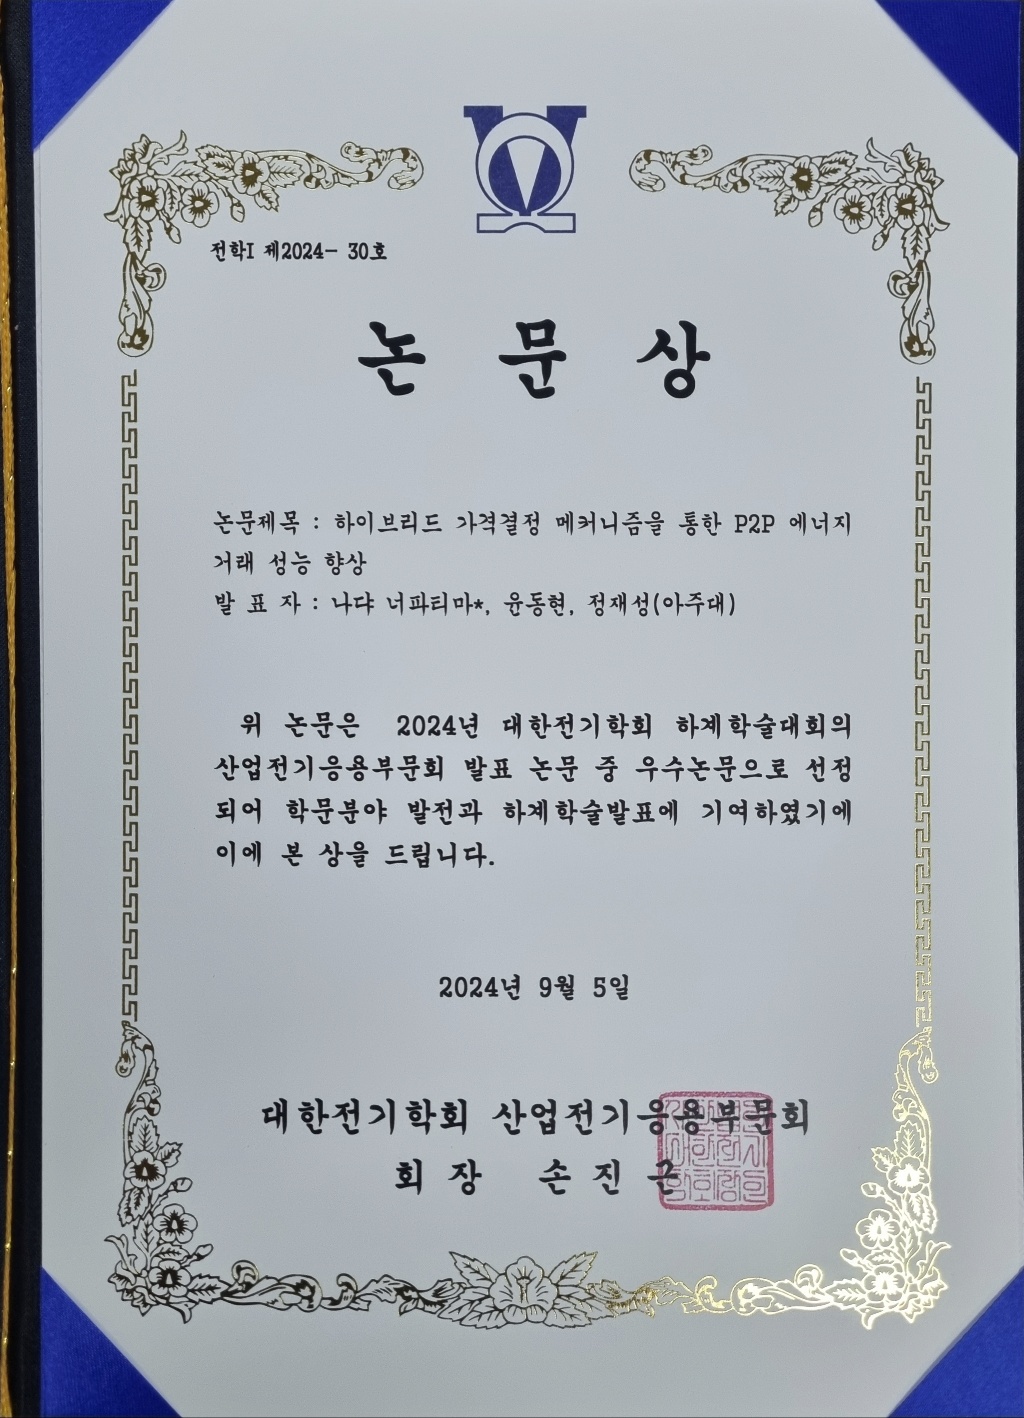 전학I 제2024- 30호
논 문 상
논문제목 : 하이브리드 가격결정 메커니즘을 통한 P2P 에너지
거래 성능 향상
발 표 자 : 나댜 너파티마*, 윤동현, 정재성(아주대)
위 논문은 2024년 대한전기학회 하계학술대회의
산업전기응용부문회 발표 논문 중 우수논문으로 선정
되어 학문분야 발전과 하계학술발표에 기여하였기에
이에 본 상을 드립니다.
2024년 9월 5일
대한전기학회 산업전기응용부문회
회 장 손 진 근